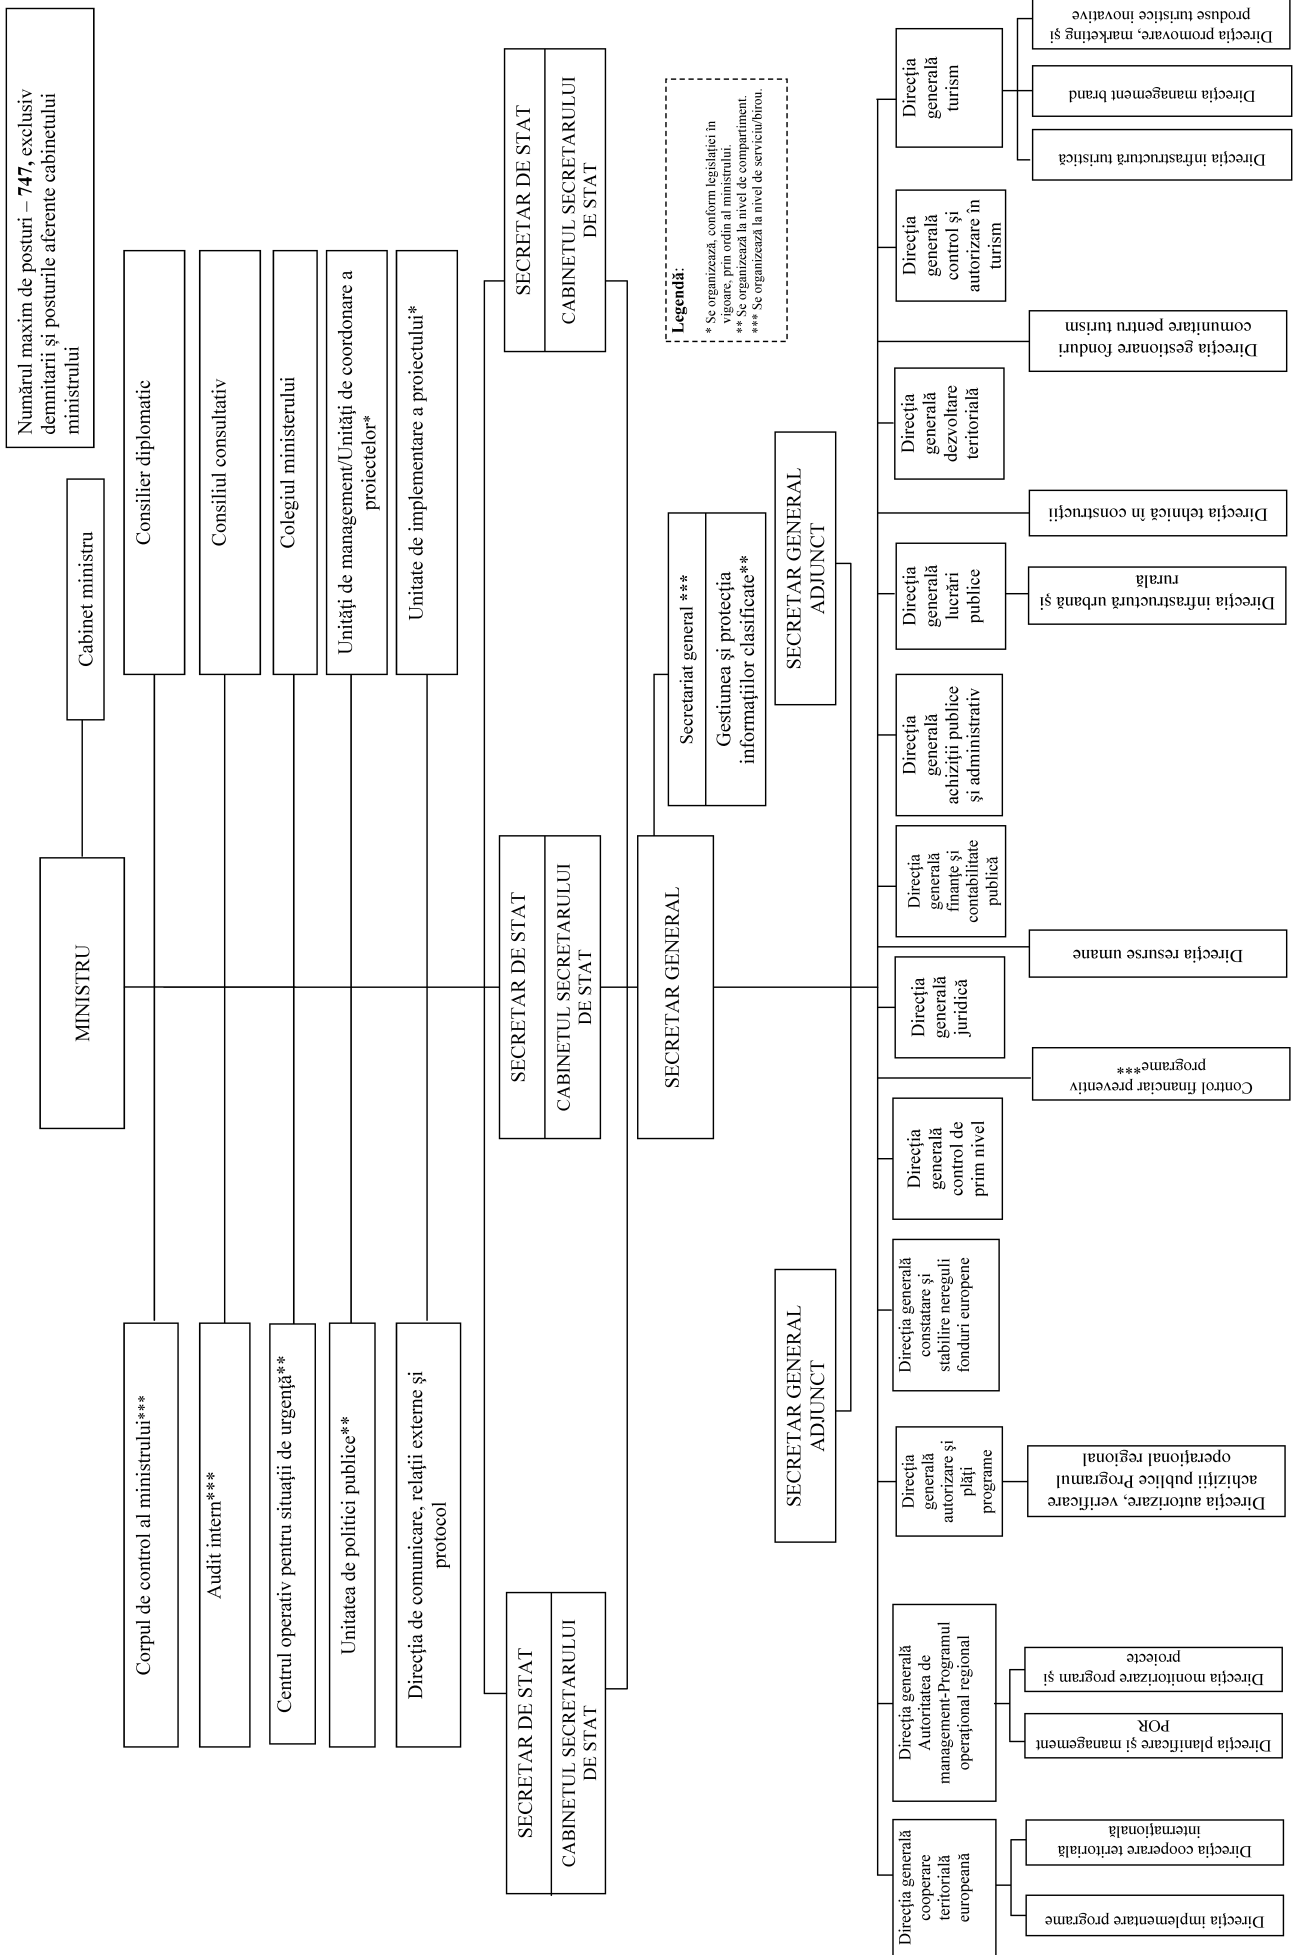 Numărul maxim de posturi – 747, exclusiv
demnitarii și posturile aferente cabinetului
ministrului
MINISTRU
Cabinet ministru
Corpul de control al ministrului***
Consilier diplomatic
Audit intern***
Consiliul consultativ
Centrul operativ pentru situații de urgență**
Colegiul ministerului
Unitatea de politici publice**
Unități de management/Unități de coordonare a
proiectelor*
Direcția de comunicare, relații externe și
protocol
Unitate de implementare a proiectului*
SECRETAR DE STAT
CABINETUL SECRETARULUI
DE STAT
SECRETAR DE STAT
CABINETUL SECRETARULUI
DE STAT
SECRETAR DE STAT
CABINETUL SECRETARULUI
DE STAT
SECRETAR GENERAL
Secretariat general ***
Gestiunea și protecția
informațiilor clasificate**
Legendă:
* Se organizează, conform legislației în
vigoare, prin ordin al ministrului.
** Se organizează la nivel de compartiment.
*** Se organizează la nivel de serviciu/birou.
SECRETAR GENERAL
ADJUNCT
SECRETAR GENERAL
ADJUNCT
Direcția generală
cooperare
teritorială
europeană
Direcția generală
Autoritatea de
management-Programul
operațional regional
Direcția
generală
autorizare și
plăți
programe
Direcția generală
constatare și
stabilire nereguli
fonduri europene
Direcția
generală
control de
prim nivel
Direcția
generală
juridică
Direcția
generală
finanțe și
contabilitate
publică
Direcția
generală
achiziții publice
și administrativ
Direcția
generală
lucrări
publice
Direcția
generală
dezvoltare
teritorială
Direcția
generală
control și
autorizare în
turism
Direcția
generală
turism
Direcția implementare programe
Direcția cooperare teritorială
internațională
Direcția planificare și management
POR
Direcția monitorizare program și
proiecte
Direcția autorizare, verificare
achiziții publice Programul
operațional regional
Control financiar preventiv
programe***
Direcția resurse umane
Direcția infrastructură urbană și
rurală
Direcția tehnică în construcții
Direcția gestionare fonduri
comunitare pentru turism
Direcția infrastructură turistică
Direcția management brand
Direcția promovare, marketing și
produse turistice inovative